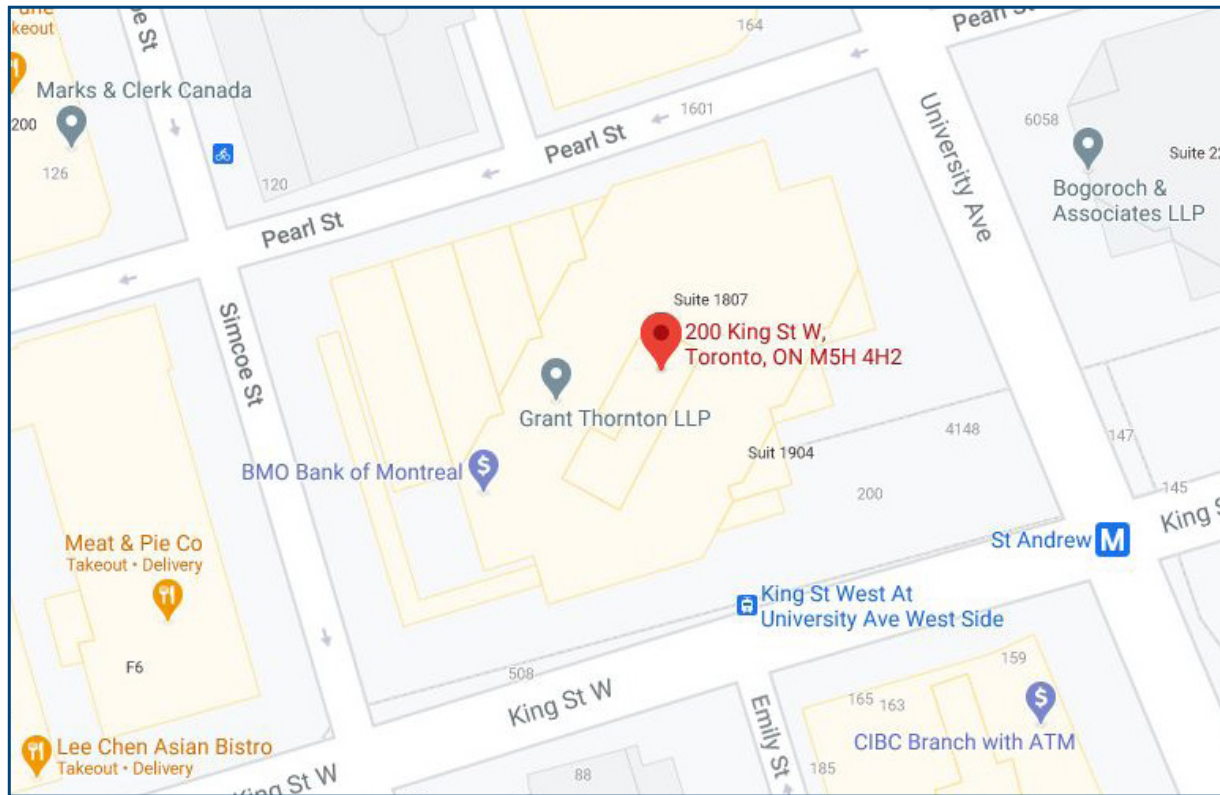 Takeout
Pearl St
164
Marks & Clerk Canada
200
126
1601
Pearl St
120
University Ave
6058
Suite 22
Bogoroch &
Associates LLP
Pearl St
Simcoe St
Suite 1807
200 King St W,
Toronto, ON M5H 4H2
Grant Thornton LLP
BMO Bank of Montreal
Suit 1904
4148
147
200
145
King S
St Andrew M
Meat & Pie Co
Takeout • Delivery
King St West At
University Ave West Side
F6
508
King St W
159
165 163
Emily St
CIBC Branch with ATM
Lee Chen Asian Bistro
Takeout • Delivery
185
88
King St W